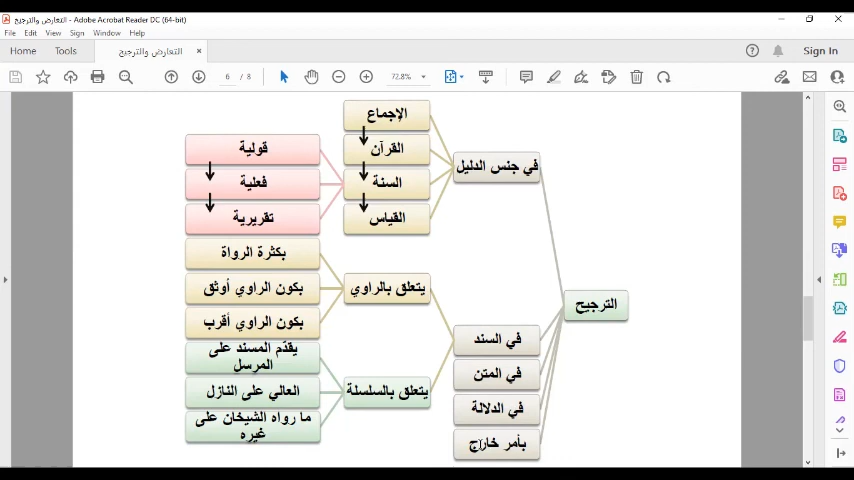 التعارض والترجيح - Adobe Acrobat Reader DC (64-bit)
File Edit View Sign Window Help
Home Tools التعارض والترجيح × Sign In
6 / 8 72.8%
الترجيح
في جنس الدليل
الإجماع
القرآن
السنة
القياس
قولية
فعلية
تقريرية
في السند
يتعلق بالراوي
بكثرة الرواة
بكون الراوي أوثق
بكون الراوي أقرب
يتعلق بالسلسلة
يقدّم المسند على
المرسل
العالي على النازل
ما رواه الشيخان على
غيره
في المتن
في الدلالة
بأمر خارج